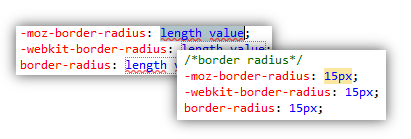 -moz-border-radius: length value;
-webkit-border-radius: length value;
border-radius: length v
/*border radius*/
-moz-border-radius: 15px;
-webkit-border-radius: 15px;
border-radius: 15px;